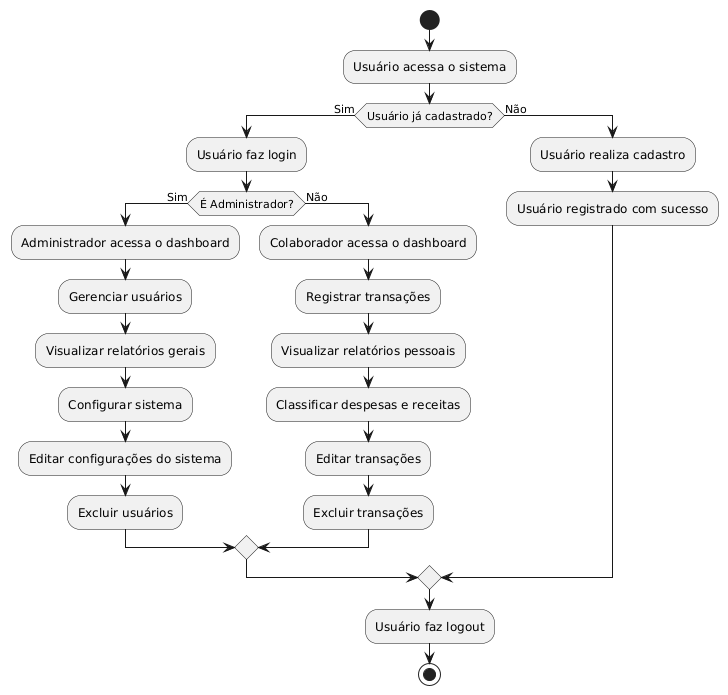 Usuário acessa o sistema
Sim
Usuário já cadastrado?
Não
Usuário faz login
Usuário realiza cadastro
Sim
É Administrador?
Não
Usuário registrado com sucesso
Administrador acessa o dashboard
Colaborador acessa o dashboard
Gerenciar usuários
Registrar transações
Visualizar relatórios gerais
Visualizar relatórios pessoais
Configurar sistema
Classificar despesas e receitas
Editar configurações do sistema
Editar transações
Excluir usuários
Excluir transações
Usuário faz logout